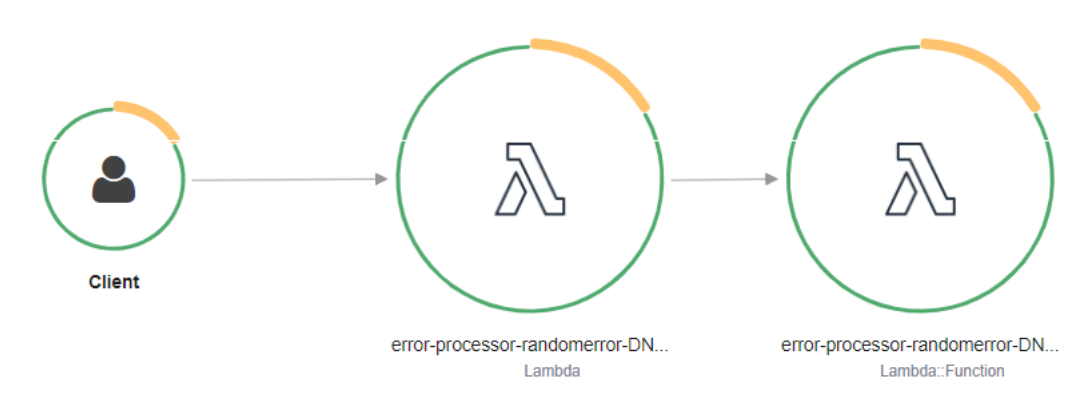 Client
error-processor-randomerror-DN...
Lambda
error-processor-randomerror-DN...
Lambda::Function